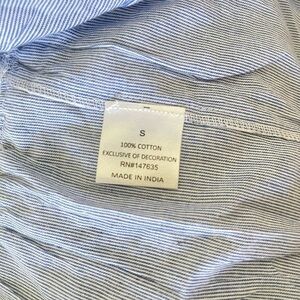 S
100% COTTON
EXCLUSIVE OF DECORATION
RN#147635
MADE IN INDIA